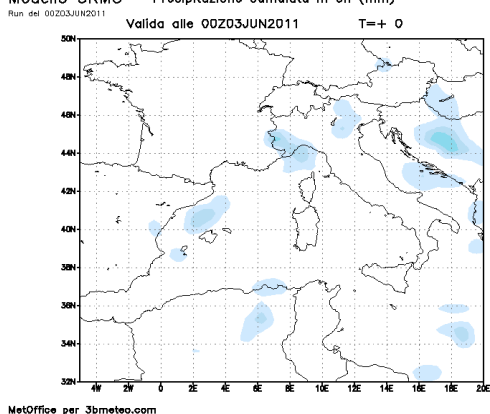 Modello GRMC Precipitazione cumulata in 6h (mm)
Run del 00Z03JUN2011
Valida alle 00Z03JUN2011 T=+ 0
50N
48N
46N
44N
42N
40N
38N
36N
34N
32N
4W 2W 0 2E 4E 6E 8E 10E 12E 14E 16E 18E 20E
MetOffice per 3bmeteo.com